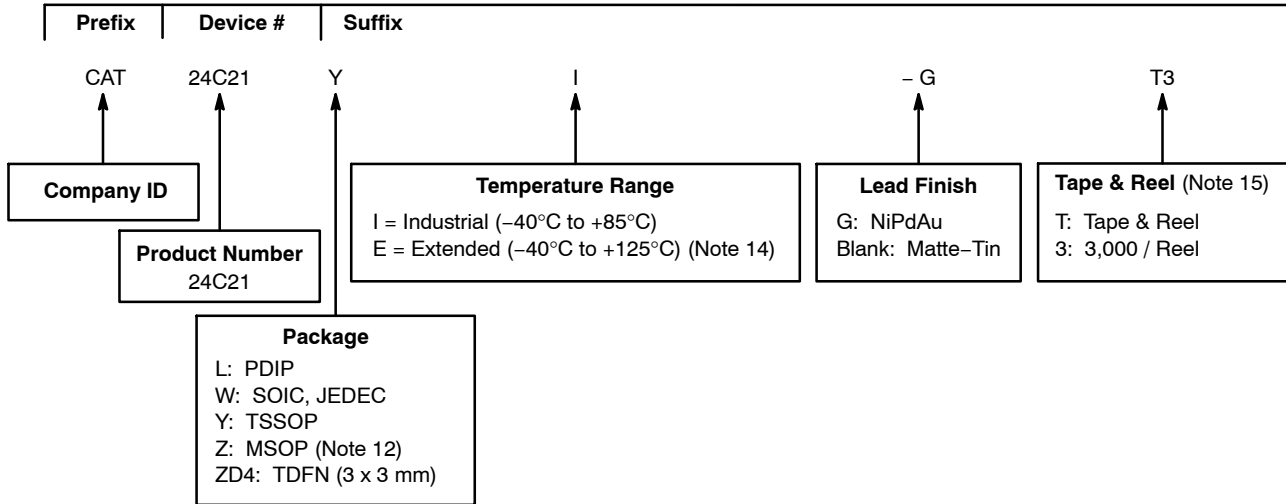 Prefix Device # Suffix
CAT 24C21 Y I – G T3
Company ID
Product Number
24C21
Temperature Range
I = Industrial (−40°C to +85°C)
E = Extended (−40°C to +125°C) (Note 14)
Lead Finish
G: NiPdAu
Blank: Matte−Tin
Tape & Reel (Note 15)
T: Tape & Reel
3: 3,000 / Reel
Package
L: PDIP
W: SOIC, JEDEC
Y: TSSOP
Z: MSOP (Note 12)
ZD4: TDFN (3 x 3 mm)